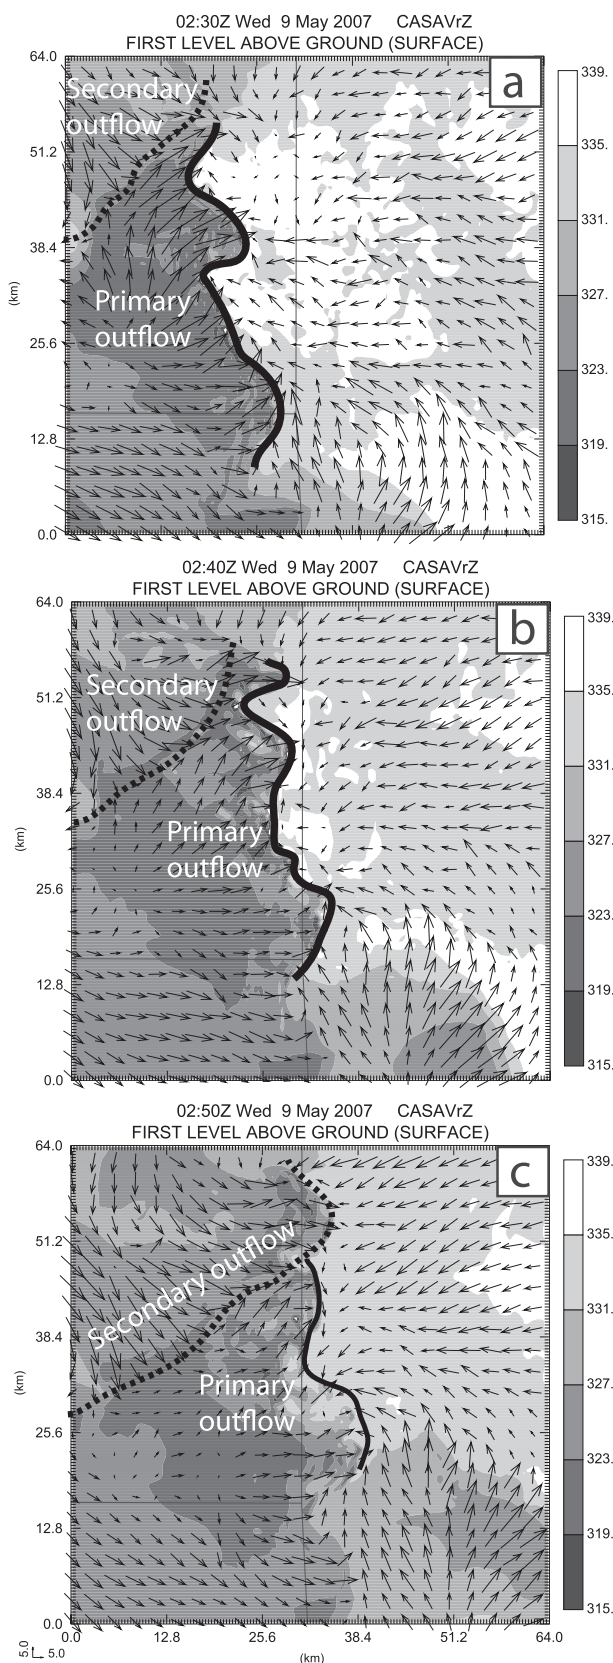 02:30Z Wed 9 May 2007 CASAVrZ
FIRST LEVEL ABOVE GROUND (SURFACE)
a
64.0
51.2
38.4
25.6
12.8
0.0
(km)
Secondary
outflow
Primary
outflow
339.
335.
331.
327.
323.
319.
315.
02:40Z Wed 9 May 2007 CASAVrZ
FIRST LEVEL ABOVE GROUND (SURFACE)
b
64.0
51.2
38.4
25.6
12.8
0.0
(km)
Secondary
outflow
Primary
outflow
339.
335.
331.
327.
323.
319.
315.
02:50Z Wed 9 May 2007 CASAVrZ
FIRST LEVEL ABOVE GROUND (SURFACE)
c
64.0
51.2
38.4
25.6
12.8
0.0
(km)
Secondary outflow
Primary
outflow
339.
335.
331.
327.
323.
319.
315.
0.0 12.8 25.6 38.4 51.2 64.0
(km)
5.0
5.0